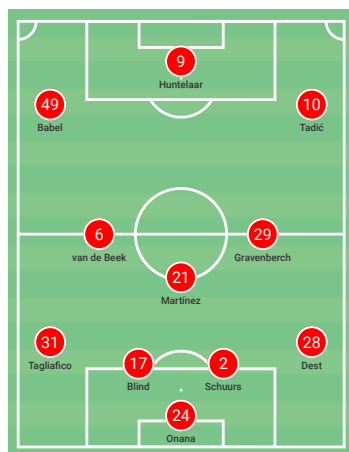 9
Huntelaar
49
Babel
10
Tadić
6
van de Beek
29
Gravenberch
21
Martínez
31
Tagliafico
17
Blind
2
Schuurs
28
Dest
24
Onana